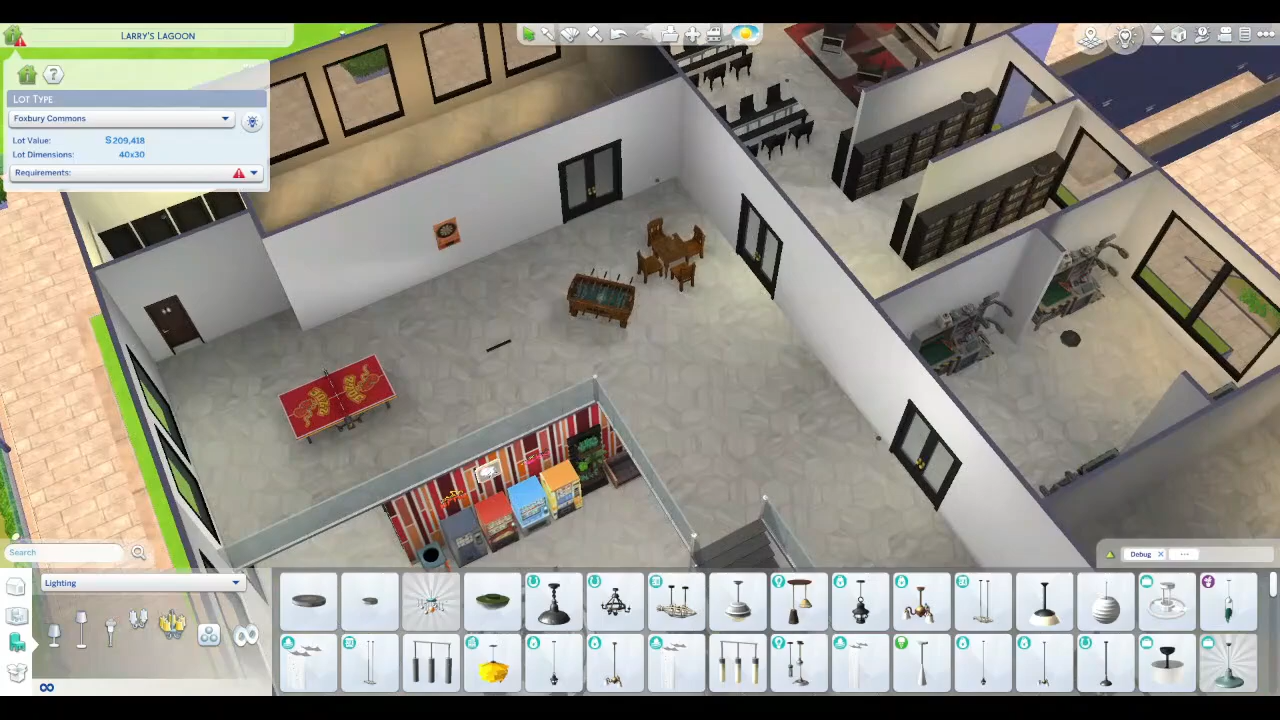 LARRY'S LAGOON
LOT TYPE
Foxbury Commons
Lot Value: §209,418
Lot Dimensions: 40x30
Requirements:
Search
Lighting
Debug